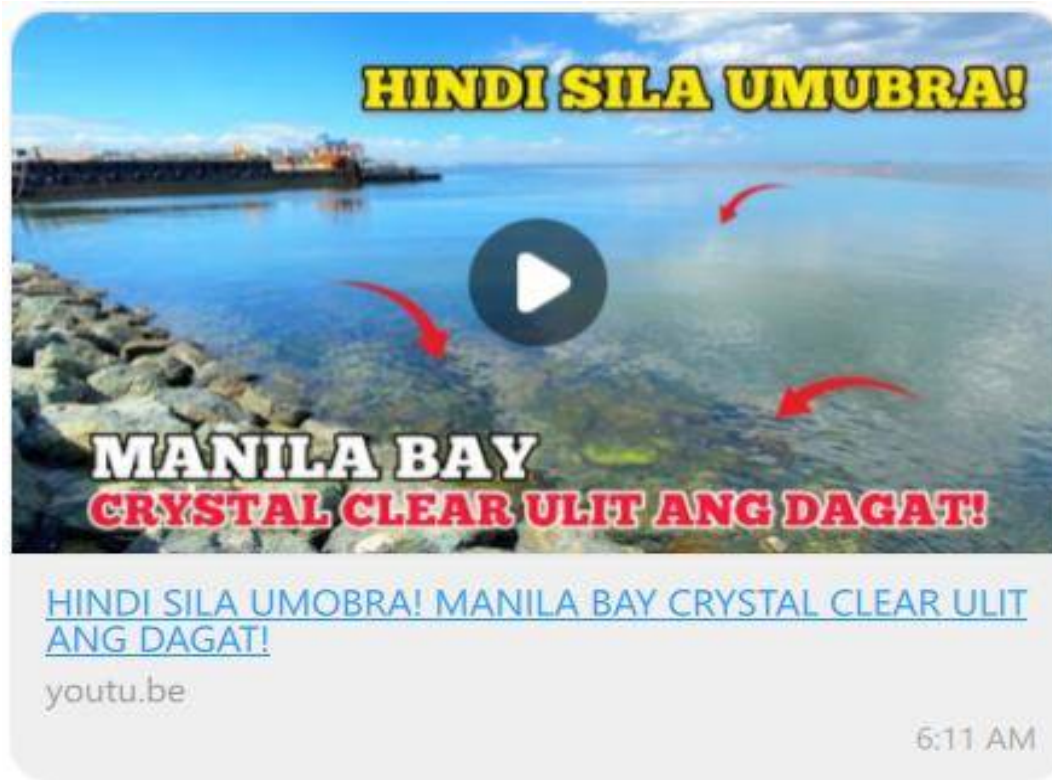 HINDI SILA UMUBRA!
MANILA BAY
CRYSTAL CLEAR ULIT ANG DAGAT!
HINDI SILA UMOBRA! MANILA BAY CRYSTAL CLEAR ULIT
ANG DAGAT!
youtu.be
6:11 AM